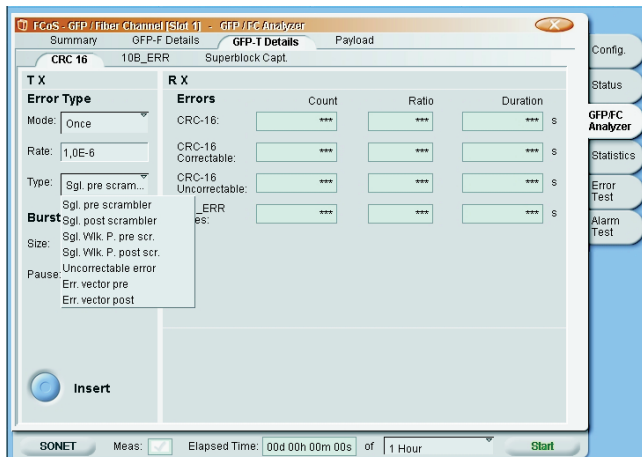 FCoS - GFP / Fiber Channel [Slot 1] - GFP /FC Analyzer
Summary GFP-F Details GFP-T Details Payload
CRC 16 10B_ERR Superblock Capt.
TX
Error Type
Mode: Once
Rate: 1,0E-6
Type: Sgl. pre scram...
Sgl. pre scrambler
Sgl. post scrambler
Sgl. Wlk. P. pre scr.
Sgl. Wlk. P. post scr.
Uncorrectable error
Err. vector pre
Err. vector post
Burst
Size:
Pause:
Insert
RX
Errors Count Ratio Duration
CRC-16: *** *** *** s
CRC-16 Correctable: *** *** *** s
CRC-16 Uncorrectable: *** *** *** s
_ERR
es: *** *** *** s
Config.
Status
GFP/FC Analyzer
Statistics
Error Test
Alarm Test
SONET Meas: Elapsed Time: 00d 00h 00m 00s of 1 Hour Start